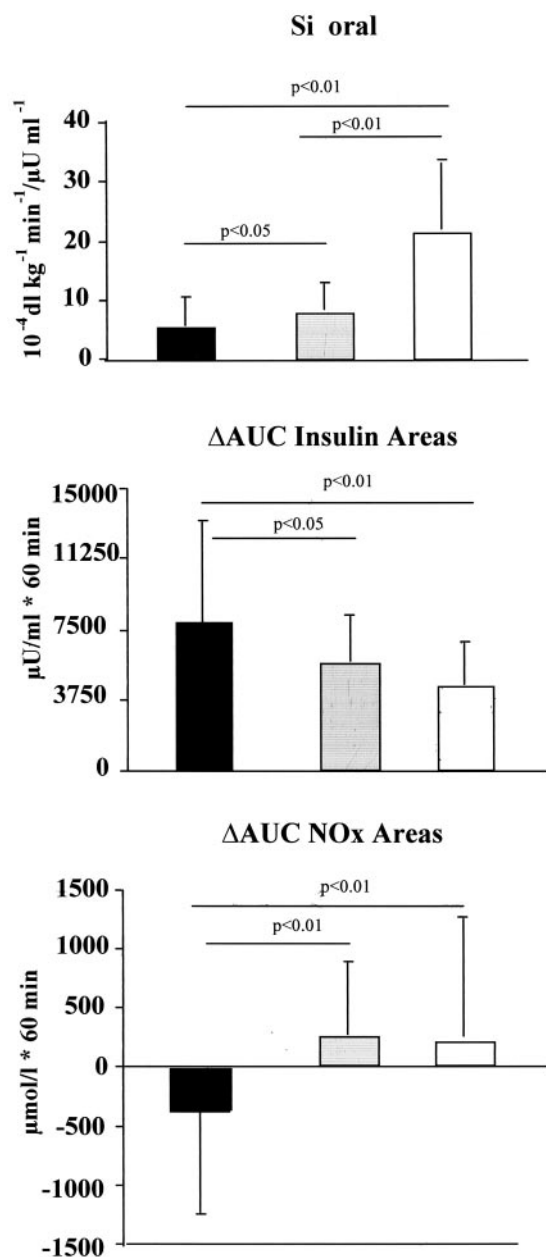 Si oral
p<0.01
p<0.01
p<0.05
10⁻⁴ dl kg⁻¹ min⁻¹/µU ml⁻¹
40
30
20
10
0
ΔAUC Insulin Areas
p<0.01
p<0.05
µU/ml * 60 min
15000
11250
7500
3750
0
ΔAUC NOx Areas
p<0.01
p<0.01
µmol/l * 60 min
1500
1000
500
0
-500
-1000
-1500